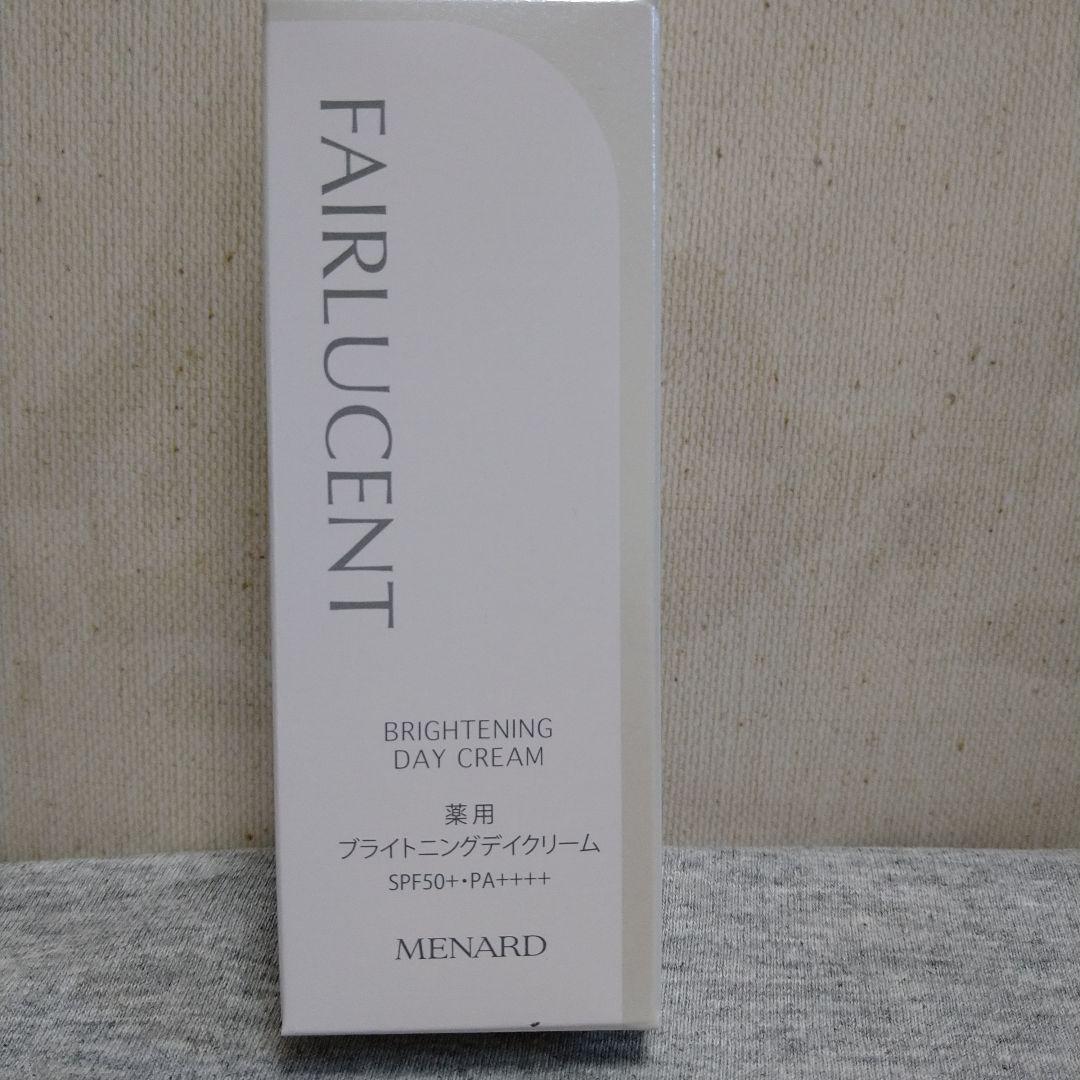 FAIRLUCENT
BRIGHTENING
DAY CREAM
薬用
ブライトニングデイクリーム
SPF50+・PA++++
MENARD